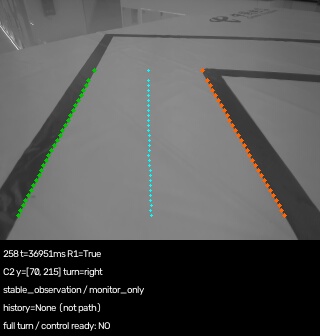 258 t=36951ms R1=True
C2 y=[70, 215] turn=right
stable_observation / monitor_only
history=None (not path)
full turn / control ready: NO